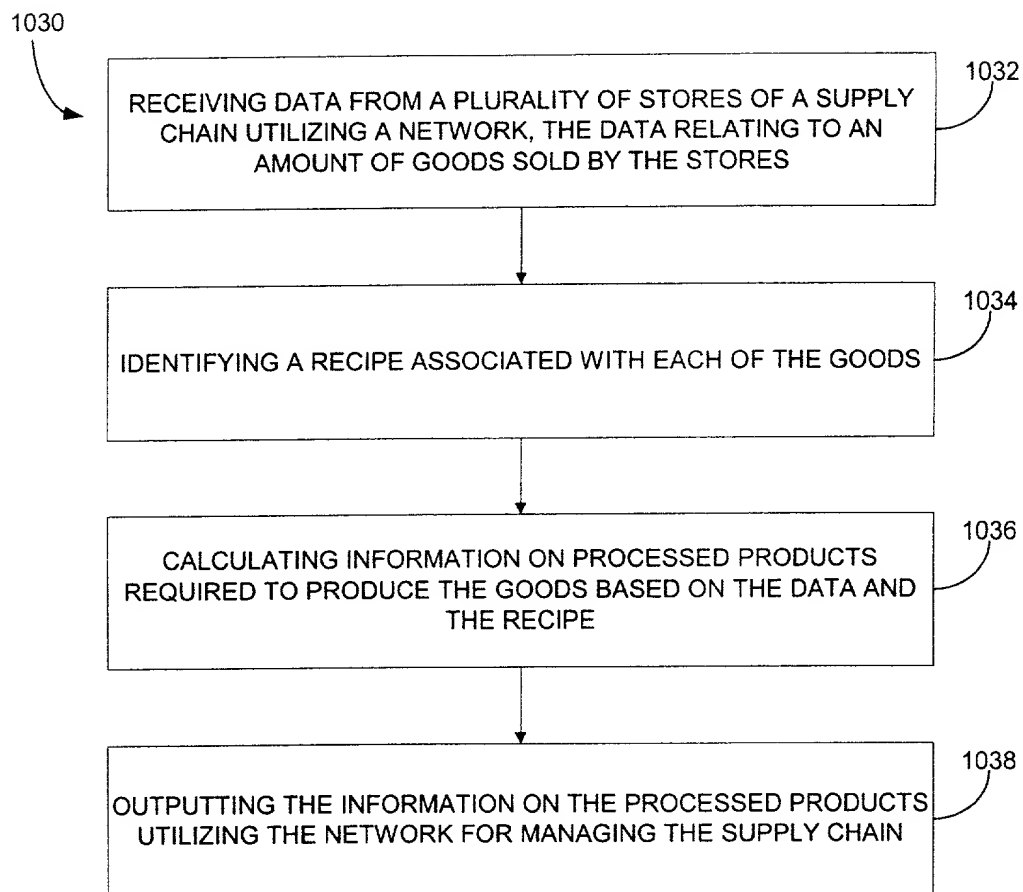 1030
1032
RECEIVING DATA FROM A PLURALITY OF STORES OF A SUPPLY
CHAIN UTILIZING A NETWORK, THE DATA RELATING TO AN
AMOUNT OF GOODS SOLD BY THE STORES
1034
IDENTIFYING A RECIPE ASSOCIATED WITH EACH OF THE GOODS
1036
CALCULATING INFORMATION ON PROCESSED PRODUCTS
REQUIRED TO PRODUCE THE GOODS BASED ON THE DATA AND
THE RECIPE
1038
OUTPUTTING THE INFORMATION ON THE PROCESSED PRODUCTS
UTILIZING THE NETWORK FOR MANAGING THE SUPPLY CHAIN